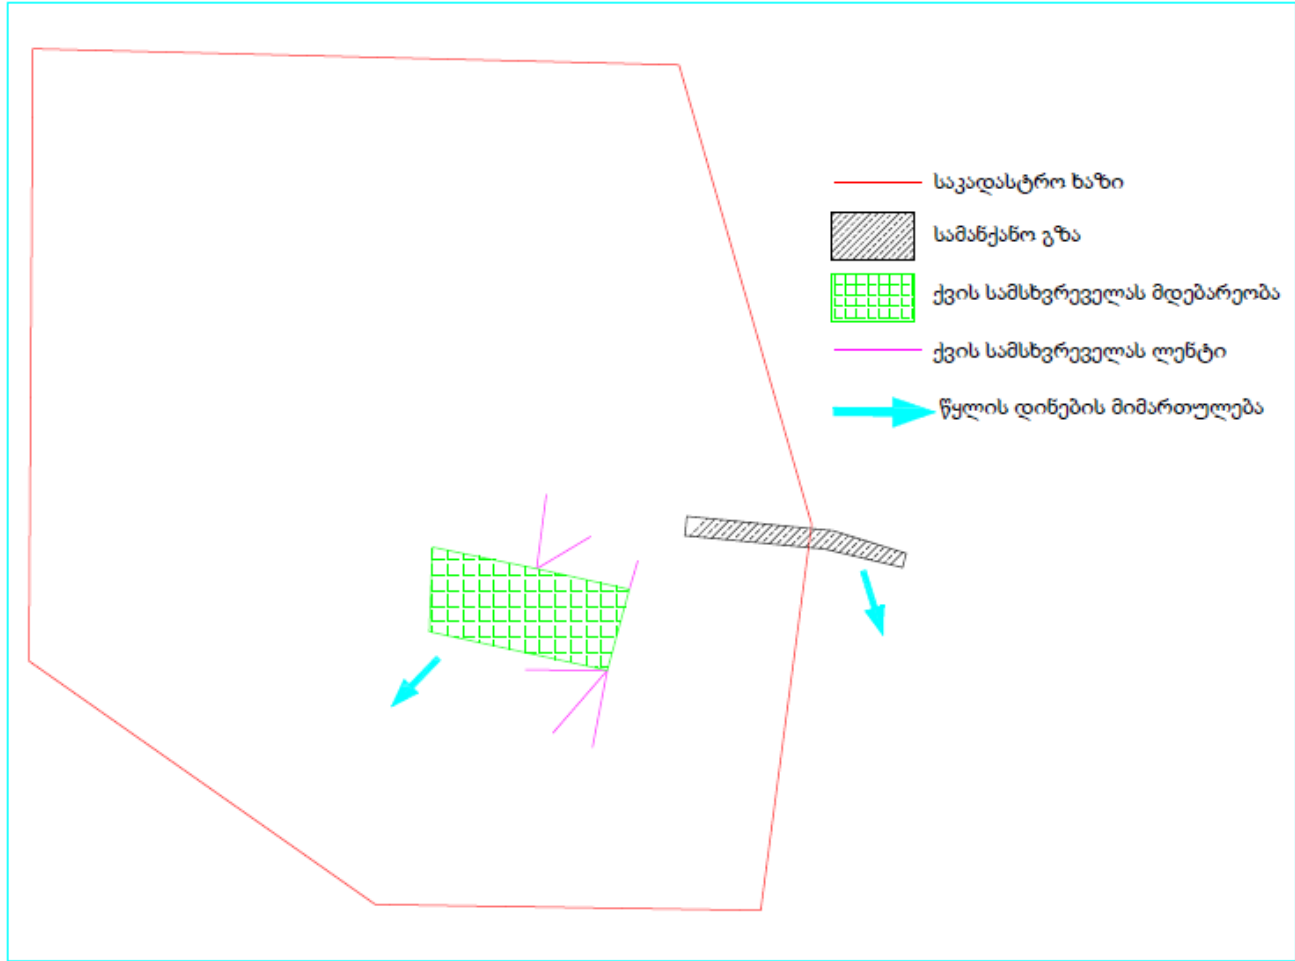 საკადასტრო ხაზი
სამანქანო გზა
ქვის სამსხვრეველას მდებარეობა
ქვის სამსხვრეველას ლენტი
წყლის დინების მიმართულება